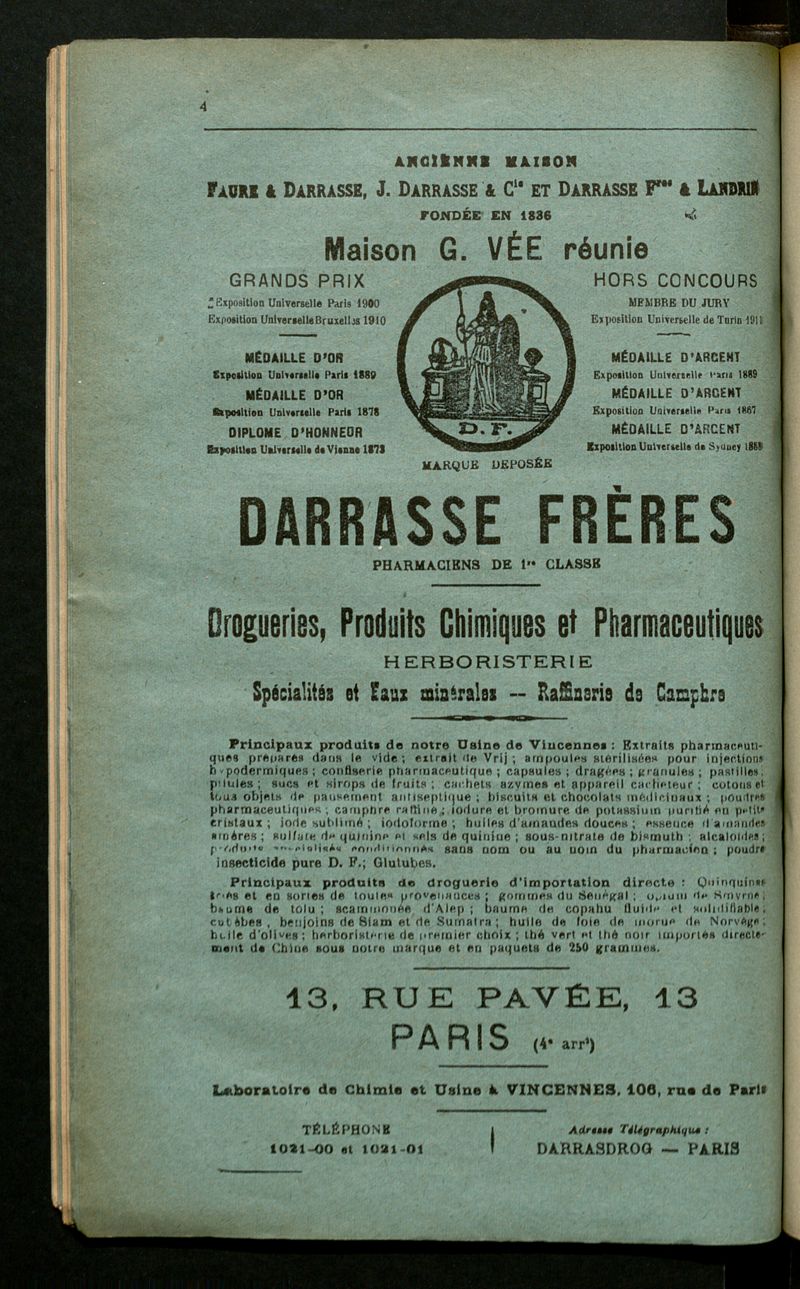 4
ANCIENNE MAISON
FAURE & DARRASSE, J. DARRASSE & Cie ET DARRASSE Fres & LANDRIN
FONDÉE EN 1836
Maison G. VÉE réunie
GRANDS PRIX
Exposition Universelle Paris 1900
Exposition Universelle Bruxelles 1910
MÉDAILLE D'OR
Exposition Universelle Paris 1889
MÉDAILLE D'OR
Exposition Universelle Paris 1878
DIPLOME D'HONNEUR
Exposition Universelle de Vienne 1873
HORS CONCOURS
MEMBRE DU JURY
Exposition Universelle de Turin 1911
MÉDAILLE D'ARGENT
Exposition Universelle Paris 1889
MÉDAILLE D'ARGENT
Exposition Universelle Paris 1867
MÉDAILLE D'ARGENT
Exposition Universelle de Sydney
D. F.
MARQUE DEPOSÉE
DARRASSE FRÈRES
PHARMACIENS DE 1re CLASSE
Drogueries, Produits Chimiques et Pharmaceutiques
HERBORISTERIE
Spécialités et Eaux minérales — Raffinerie de Camphre
Principaux produits de notre Usine de Vincennes : Extraits pharmaceuti-
ques préparés dans le vide ; extrait de Vrij ; ampoules stérilisées pour injections
hypodermiques ; confiserie pharmaceutique ; capsules ; dragées ; granules ; pastilles ;
pilules ; sucs et sirops de fruits ; cachets azymes et appareil cacheteur ; cotons et
tous objets de pansement antiseptique ; biscuits et chocolats médicinaux ; poudres
pharmaceutiques ; camphre raffiné ; iodure et bromure de potassium purifié en petits
cristaux ; iode sublimé ; iodoforme ; huiles d'amandes douces ; essence d'amandes
amères ; sulfate de quinine et sels de quinine ; sous-nitrate de bismuth ; alcaloïdes ;
produits spécialisés conditionnés sans nom ou au nom du pharmacien ; poudre
insecticide pure D. F.; Glutubes.
Principaux produits de droguerie d'importation directe : Quinquinas
triés et en sortes de toutes provenances ; gommes du Sénégal ; opium de Smyrne ;
baume de tolu ; scammonée d'Alep ; baume de copahu fluide et solidifiable,
cubèbes, benjoins de Siam et de Sumatra ; huile de foie de morue de Norvège ;
huile d'olives ; herboristerie de premier choix ; thé vert et thé noir importés directe-
ment de Chine sous notre marque et en paquets de 250 grammes.
13, RUE PAVÉE, 13
PARIS (4e arrt)
Laboratoire de Chimie et Usine à VINCENNES, 106, rue de Paris
TÉLÉPHONE
1021-00 et 1021-01
Adresse Télégraphique :
DARRASDROG — PARIS